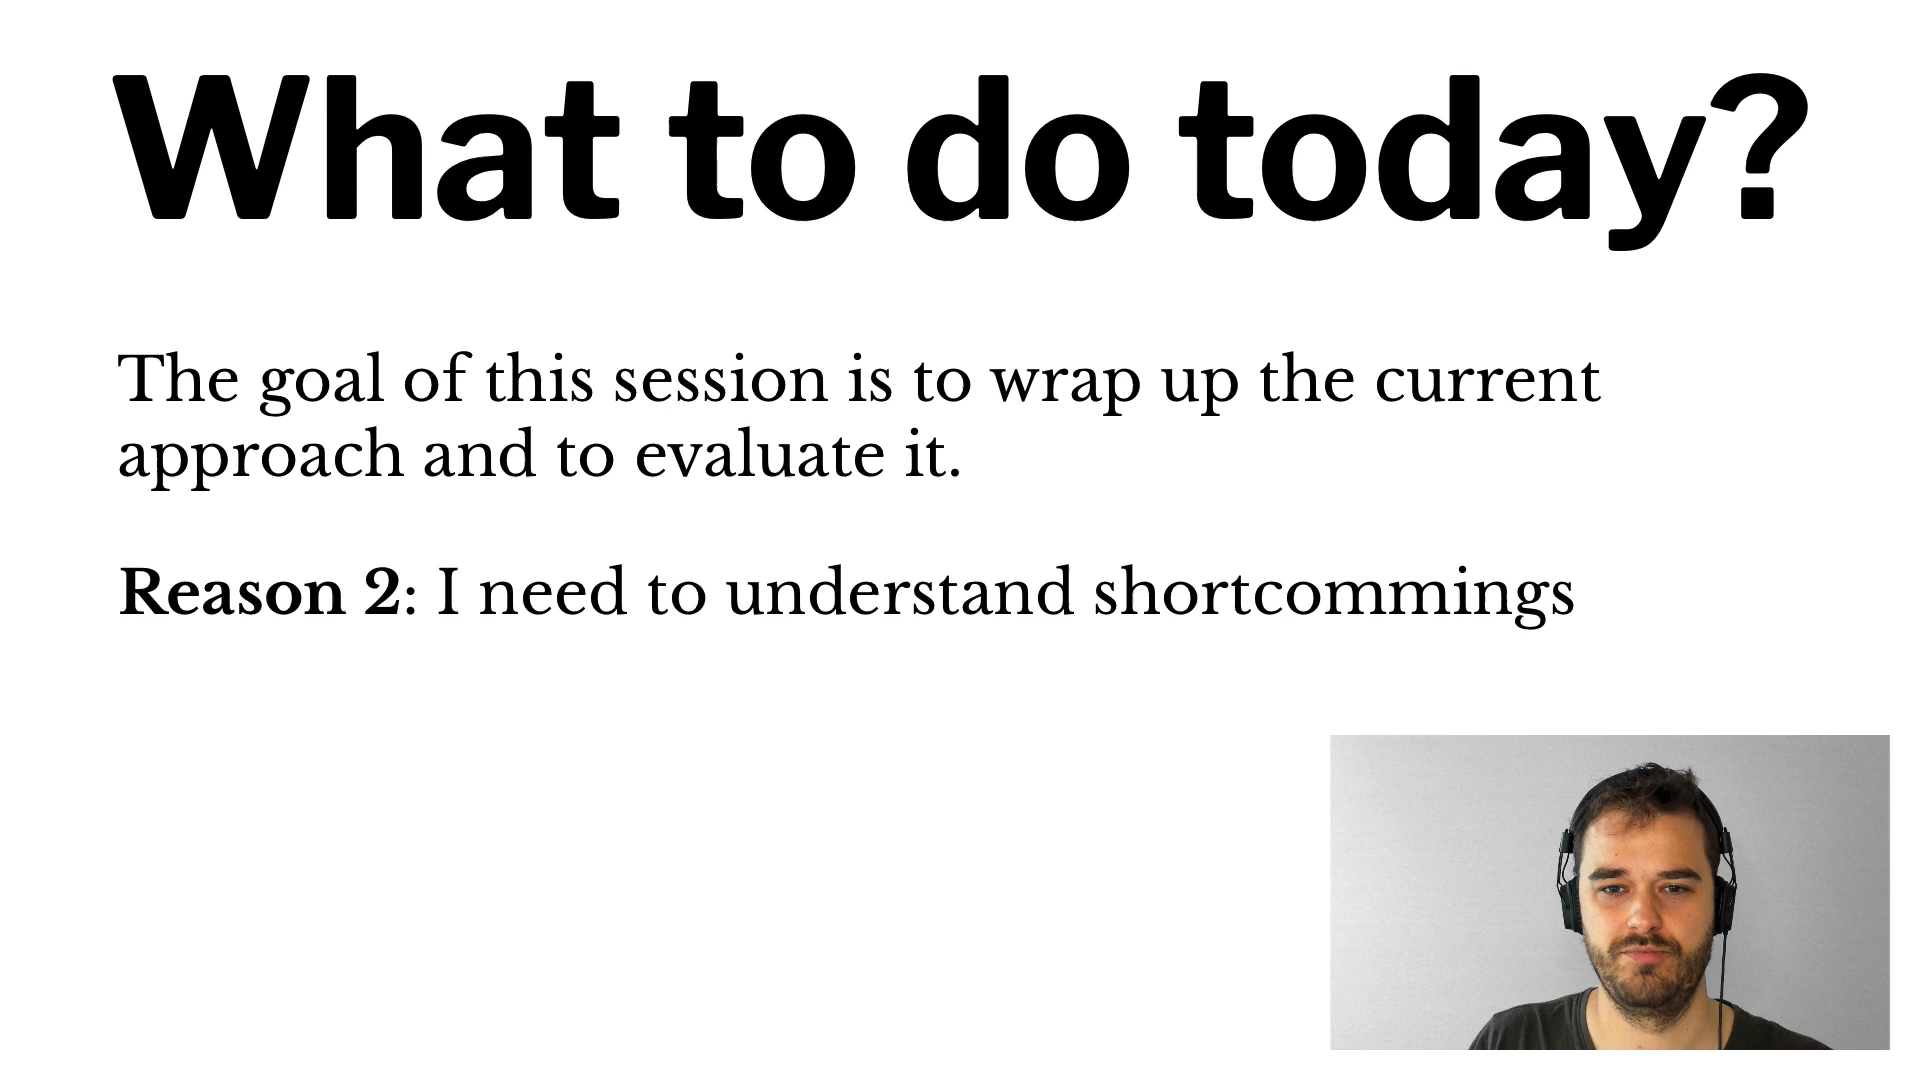 What to do today?
The goal of this session is to wrap up the current
approach and to evaluate it.
Reason 2: I need to understand shortcommings